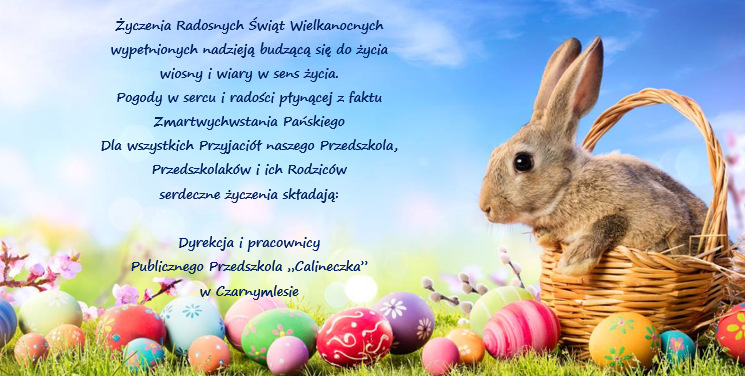 Życzenia Radosnych Świąt Wielkanocnych
wypełnionych nadzieją budzącą się do życia
wiosny i wiary w sens życia.
Pogody w sercu i radości płynącej z faktu
Zmartwychwstania Pańskiego
Dla wszystkich Przyjaciół naszego Przedszkola,
Przedszkolaków i ich Rodziców
serdeczne życzenia składają:
Dyrekcja i pracownicy
Publicznego Przedszkola „Calineczka”
w Czarnymlesie